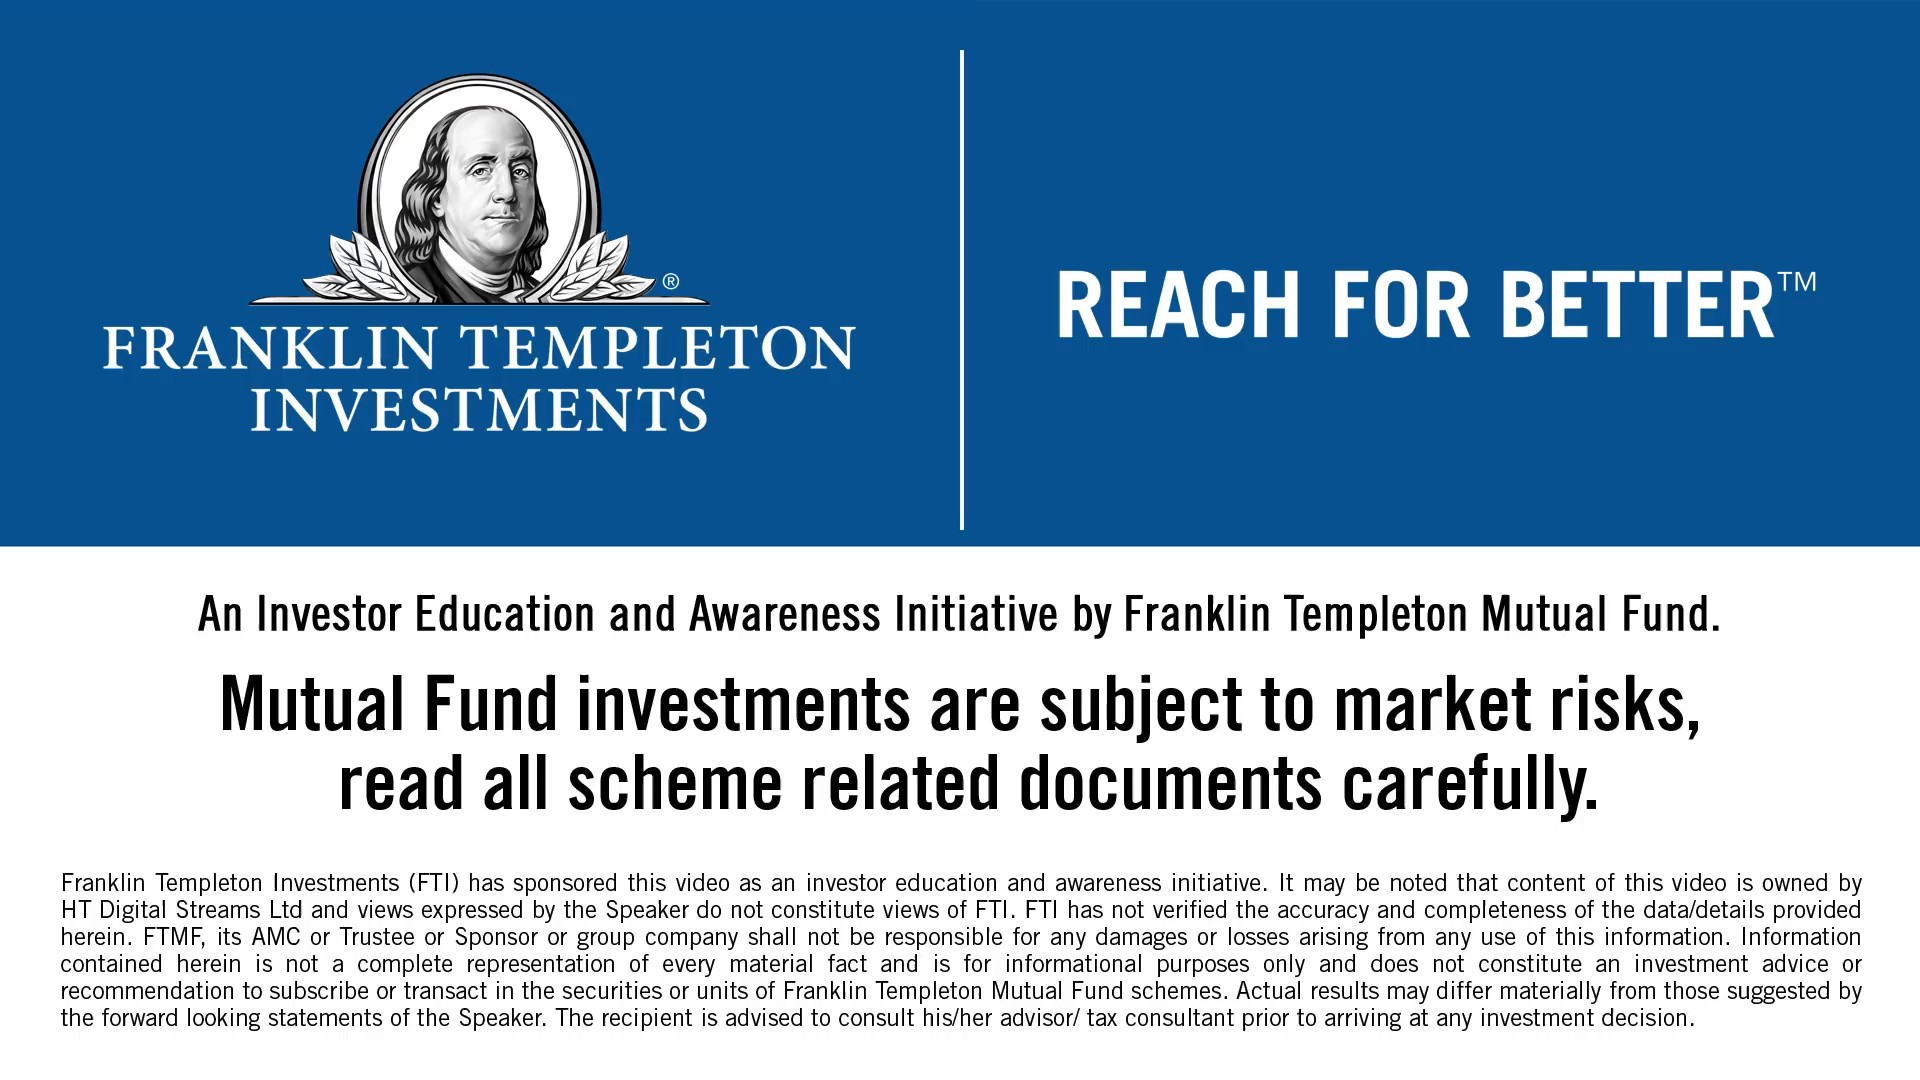 ®
FRANKLIN TEMPLETON
INVESTMENTS
REACH FOR BETTER™
An Investor Education and Awareness Initiative by Franklin Templeton Mutual Fund.
Mutual Fund investments are subject to market risks,
read all scheme related documents carefully.
Franklin Templeton Investments (FTI) has sponsored this video as an investor education and awareness initiative. It may be noted that content of this video is owned by
HT Digital Streams Ltd and views expressed by the Speaker do not constitute views of FTI. FTI has not verified the accuracy and completeness of the data/details provided
herein. FTMF, its AMC or Trustee or Sponsor or group company shall not be responsible for any damages or losses arising from any use of this information. Information
contained herein is not a complete representation of every material fact and is for informational purposes only and does not constitute an investment advice or
recommendation to subscribe or transact in the securities or units of Franklin Templeton Mutual Fund schemes. Actual results may differ materially from those suggested by
the forward looking statements of the Speaker. The recipient is advised to consult his/her advisor/ tax consultant prior to arriving at any investment decision.